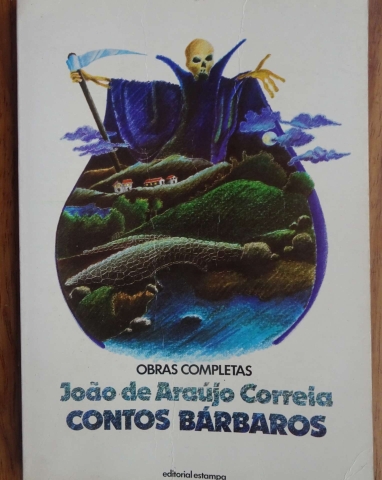 OBRAS COMPLETAS
João de Araújo Correia
CONTOS BÁRBAROS
editorial estampa